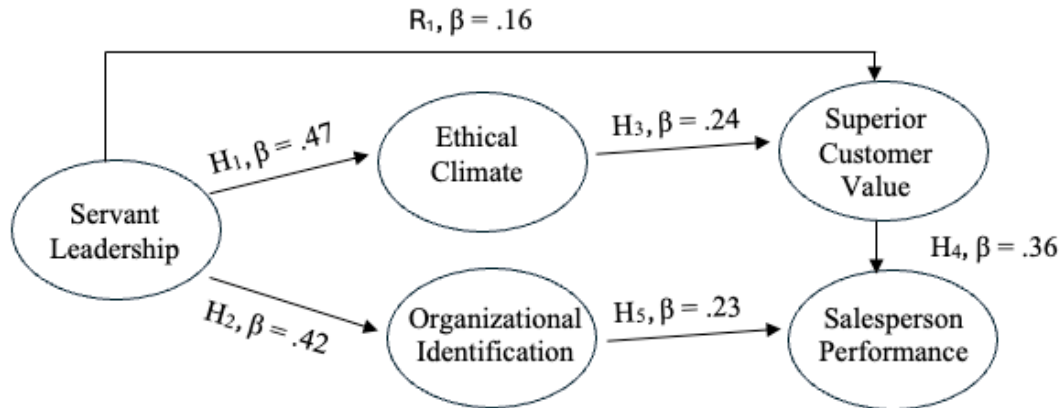 R₁, β = .16
H₁, β = .47
Ethical
Climate
H₃, β = .24
Superior
Customer
Value
Servant
Leadership
H₄, β = .36
H₂, β = .42
Organizational
Identification
H₅, β = .23
Salesperson
Performance